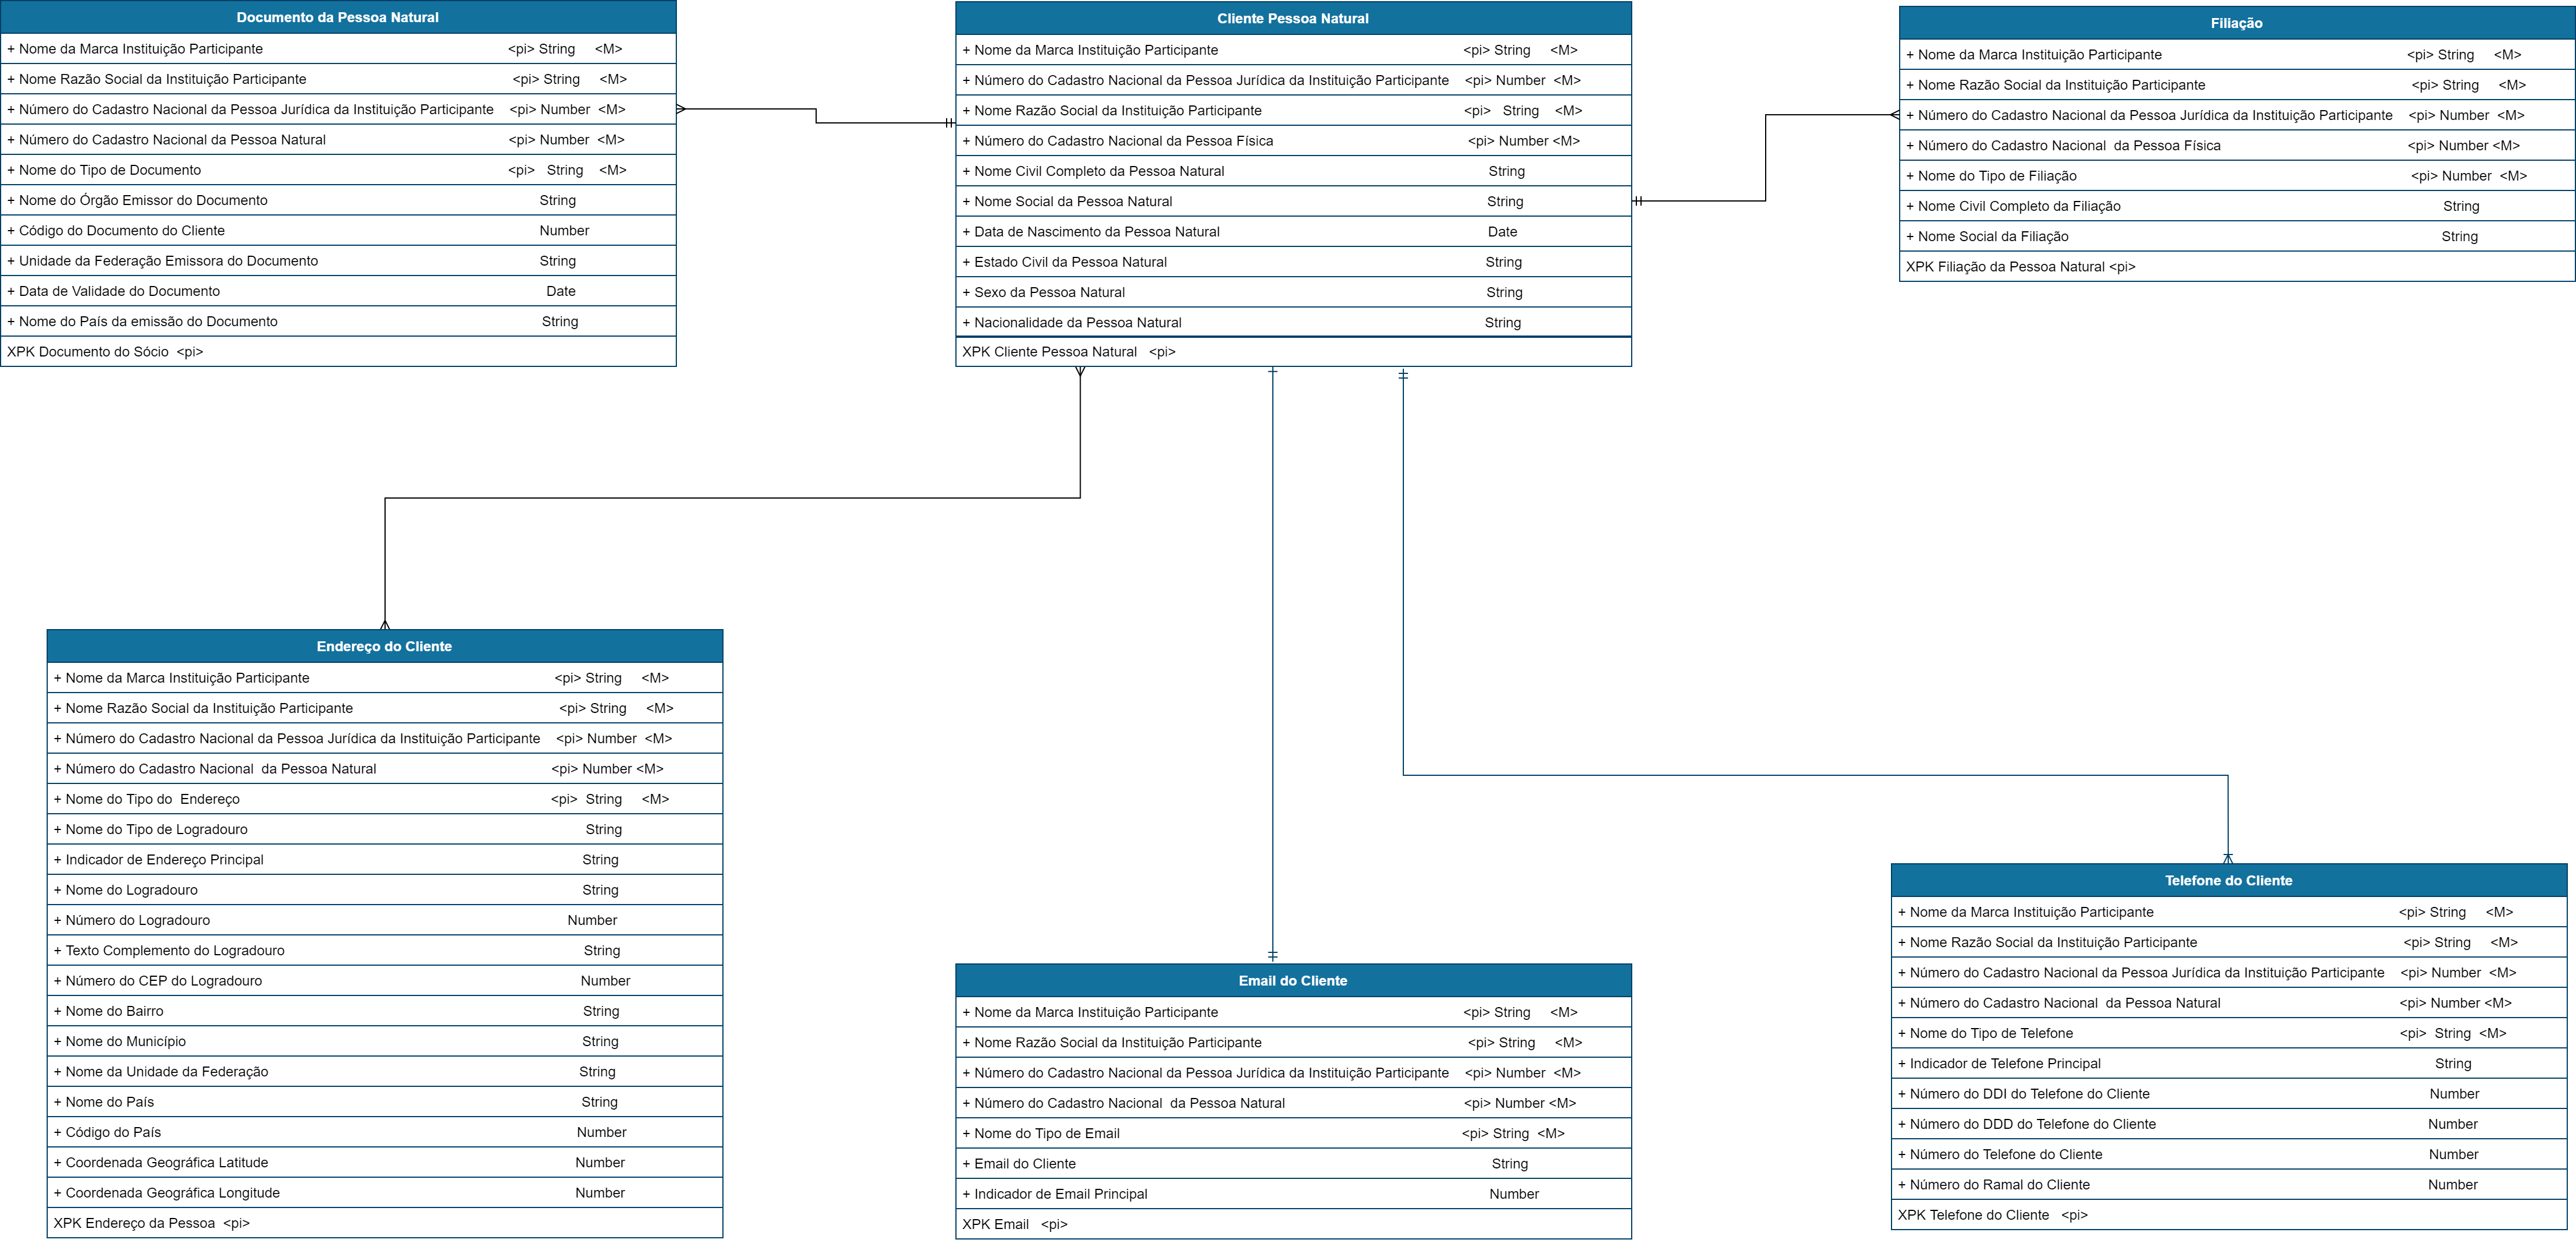 Documento da Pessoa Natural
+ Nome da Marca Instituição Participante <pi> String <M>
+ Nome Razão Social da Instituição Participante <pi> String <M>
+ Número do Cadastro Nacional da Pessoa Jurídica da Instituição Participante <pi> Number <M>
+ Número do Cadastro Nacional da Pessoa Natural <pi> Number <M>
+ Nome do Tipo de Documento <pi> String <M>
+ Nome do Órgão Emissor do Documento String
+ Código do Documento do Cliente Number
+ Unidade da Federação Emissora do Documento String
+ Data de Validade do Documento Date
+ Nome do País da emissão do Documento String
XPK Documento do Sócio <pi>
Cliente Pessoa Natural
+ Nome da Marca Instituição Participante <pi> String <M>
+ Número do Cadastro Nacional da Pessoa Jurídica da Instituição Participante <pi> Number <M>
+ Nome Razão Social da Instituição Participante <pi> String <M>
+ Número do Cadastro Nacional da Pessoa Física <pi> Number <M>
+ Nome Civil Completo da Pessoa Natural String
+ Nome Social da Pessoa Natural String
+ Data de Nascimento da Pessoa Natural Date
+ Estado Civil da Pessoa Natural String
+ Sexo da Pessoa Natural String
+ Nacionalidade da Pessoa Natural String
XPK Cliente Pessoa Natural <pi>
Filiação
+ Nome da Marca Instituição Participante <pi> String <M>
+ Nome Razão Social da Instituição Participante <pi> String <M>
+ Número do Cadastro Nacional da Pessoa Jurídica da Instituição Participante <pi> Number <M>
+ Número do Cadastro Nacional da Pessoa Física <pi> Number <M>
+ Nome do Tipo de Filiação <pi> Number <M>
+ Nome Civil Completo da Filiação String
+ Nome Social da Filiação String
XPK Filiação da Pessoa Natural <pi>
Endereço do Cliente
+ Nome da Marca Instituição Participante <pi> String <M>
+ Nome Razão Social da Instituição Participante <pi> String <M>
+ Número do Cadastro Nacional da Pessoa Jurídica da Instituição Participante <pi> Number <M>
+ Número do Cadastro Nacional da Pessoa Natural <pi> Number <M>
+ Nome do Tipo do Endereço <pi> String <M>
+ Nome do Tipo de Logradouro String
+ Indicador de Endereço Principal String
+ Nome do Logradouro String
+ Número do Logradouro Number
+ Texto Complemento do Logradouro String
+ Número do CEP do Logradouro Number
+ Nome do Bairro String
+ Nome do Município String
+ Nome da Unidade da Federação String
+ Nome do País String
+ Código do País Number
+ Coordenada Geográfica Latitude Number
+ Coordenada Geográfica Longitude Number
XPK Endereço da Pessoa <pi>
Email do Cliente
+ Nome da Marca Instituição Participante <pi> String <M>
+ Nome Razão Social da Instituição Participante <pi> String <M>
+ Número do Cadastro Nacional da Pessoa Jurídica da Instituição Participante <pi> Number <M>
+ Número do Cadastro Nacional da Pessoa Natural <pi> Number <M>
+ Nome do Tipo de Email <pi> String <M>
+ Email do Cliente String
+ Indicador de Email Principal Number
XPK Email <pi>
Telefone do Cliente
+ Nome da Marca Instituição Participante <pi> String <M>
+ Nome Razão Social da Instituição Participante <pi> String <M>
+ Número do Cadastro Nacional da Pessoa Jurídica da Instituição Participante <pi> Number <M>
+ Número do Cadastro Nacional da Pessoa Natural <pi> Number <M>
+ Nome do Tipo de Telefone <pi> String <M>
+ Indicador de Telefone Principal String
+ Número do DDI do Telefone do Cliente Number
+ Número do DDD do Telefone do Cliente Number
+ Número do Telefone do Cliente Number
+ Número do Ramal do Cliente Number
XPK Telefone do Cliente <pi>